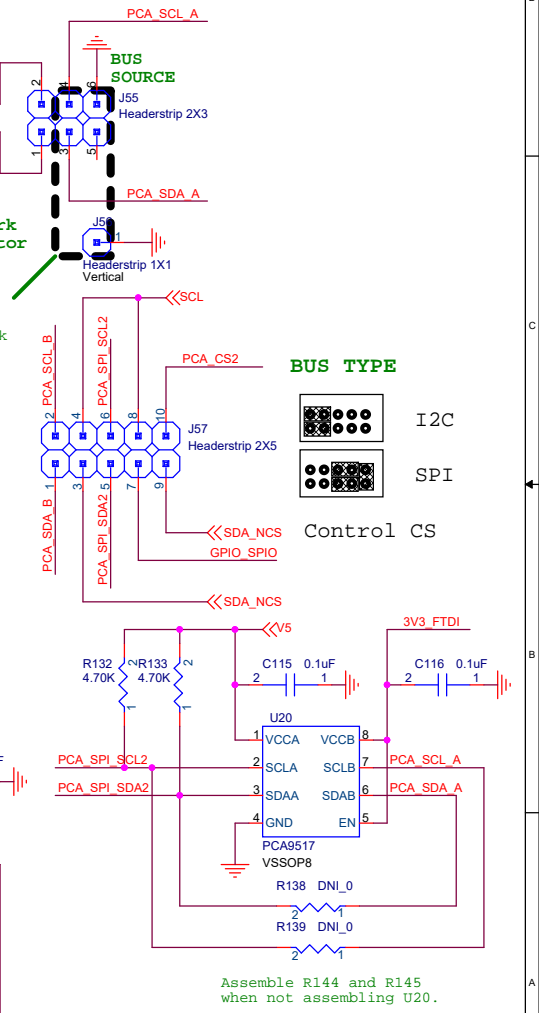 PCA_SCL_A
BUS
SOURCE
2
4
6
J55
Headerstrip 2X3
1
3
5
PCA_SDA_A
rk
tor
J56
1
Headerstrip 1X1
Vertical
SCL
k
PCA_SCL_B
PCA_SPI_SCL2
PCA_CS2
BUS TYPE
2
4
6
8
10
J57
Headerstrip 2X5
I2C
1
3
5
7
9
SPI
PCA_SDA_B
PCA_SPI_SDA2
SDA_NCS
Control CS
GPIO_SPIO
SDA_NCS
V5
3V3_FTDI
R132
4.70K
2
1
R133
4.70K
2
1
C115 0.1uF
2
1
C116 0.1uF
2
1
U20
1 VCCA VCCB 8
PCA_SPI_SCL2 2 SCLA SCLB 7 PCA_SCL_A
PCA_SPI_SDA2 3 SDAA SDAB 6 PCA_SDA_A
4 GND EN 5
PCA9517
VSSOP8
R138 DNI_0
2 1
R139 DNI_0
2 1
Assemble R144 and R145
when not assembling U20.
C
B
A